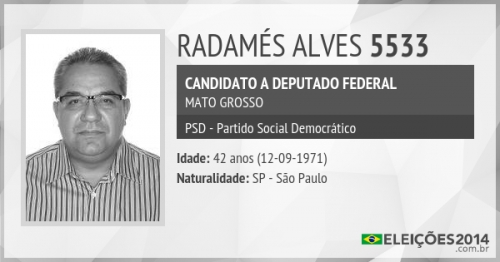 RADAMÉS ALVES 5533
CANDIDATO A DEPUTADO FEDERAL
MATO GROSSO
PSD - Partido Social Democrático
Idade: 42 anos (12-09-1971)
Naturalidade: SP - São Paulo
ELEIÇÕES2014
.com.br